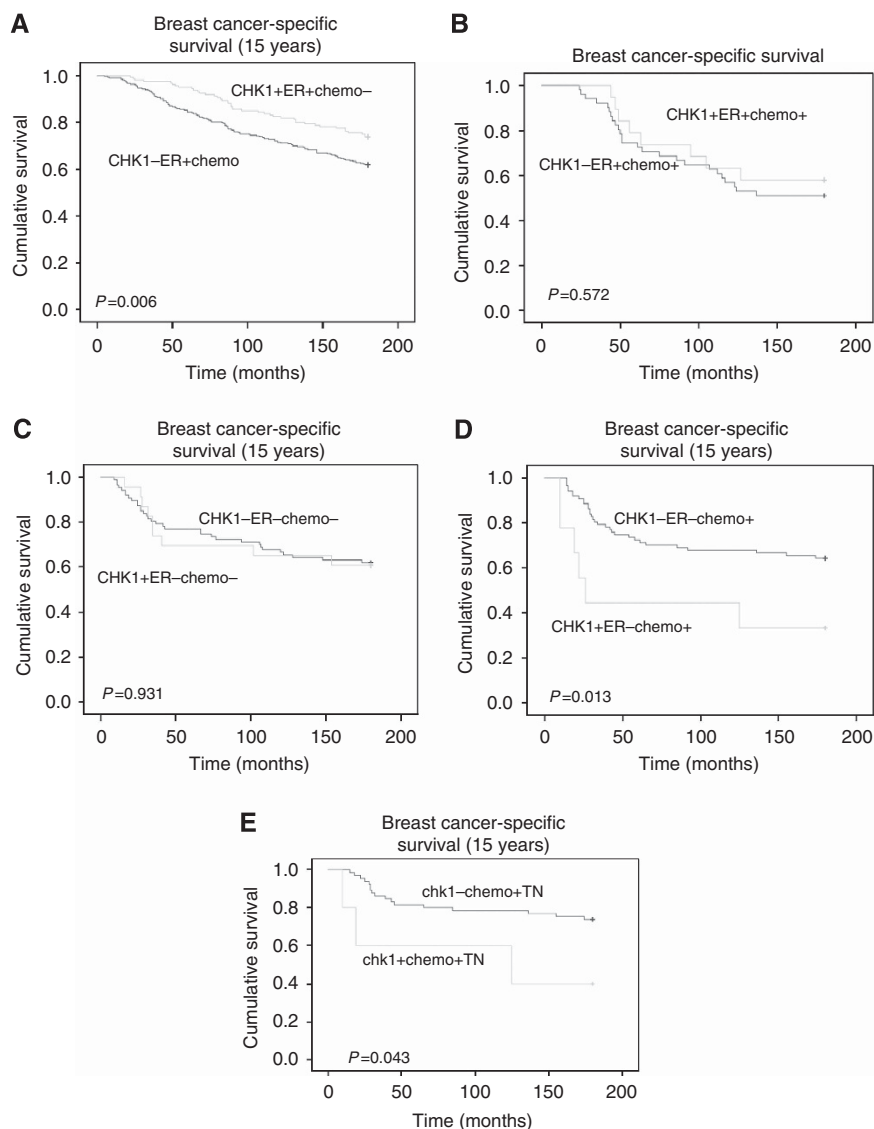 A
Breast cancer-specific
survival (15 years)
1.0
0.8
0.6
0.4
0.2
0.0
Cumulative survival
CHK1+ER+chemo–
CHK1–ER+chemo
P=0.006
0 50 100 150 200
Time (months)
B
Breast cancer-specific survival
1.0
0.8
0.6
0.4
0.2
0.0
Cumulative survival
CHK1+ER+chemo+
CHK1–ER+chemo+
P=0.572
0 50 100 150 200
Time (months)
C
Breast cancer-specific
survival (15 years)
1.0
0.8
0.6
0.4
0.2
0.0
Cumulative survival
CHK1–ER–chemo–
CHK1+ER–chemo–
P=0.931
0 50 100 150 200
Time (months)
D
Breast cancer-specific
survival (15 years)
1.0
0.8
0.6
0.4
0.2
0.0
Cumulative survival
CHK1–ER–chemo+
CHK1+ER–chemo+
P=0.013
0 50 100 150 200
Time (months)
E
Breast cancer-specific
survival (15 years)
1.0
0.8
0.6
0.4
0.2
0.0
Cumulative survival
chk1–chemo+TN
chk1+chemo+TN
P=0.043
0 50 100 150 200
Time (months)